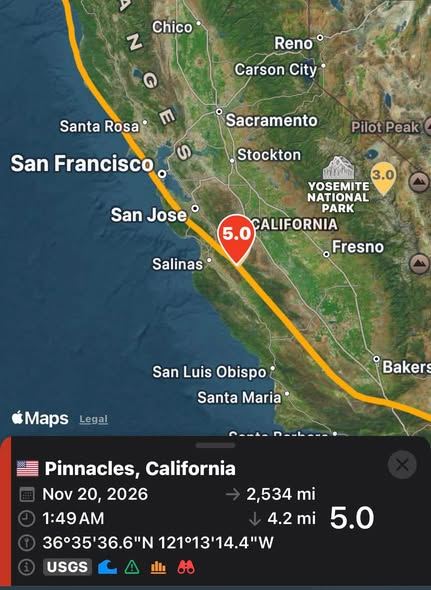 Chico
Reno
Carson City
ANGES
Santa Rosa
Sacramento
Pilot Peak
San Francisco
Stockton
3.0
YOSEMITE
NATIONAL
PARK
San Jose
CALIFORNIA
5.0
Fresno
Salinas
San Luis Obispo
Bakers
Santa Maria
Maps Legal
Santa Barbara
Pinnacles, California
Nov 20, 2026 → 2,534 mi
1:49 AM ↓ 4.2 mi 5.0
36°35'36.6"N 121°13'14.4"W
USGS